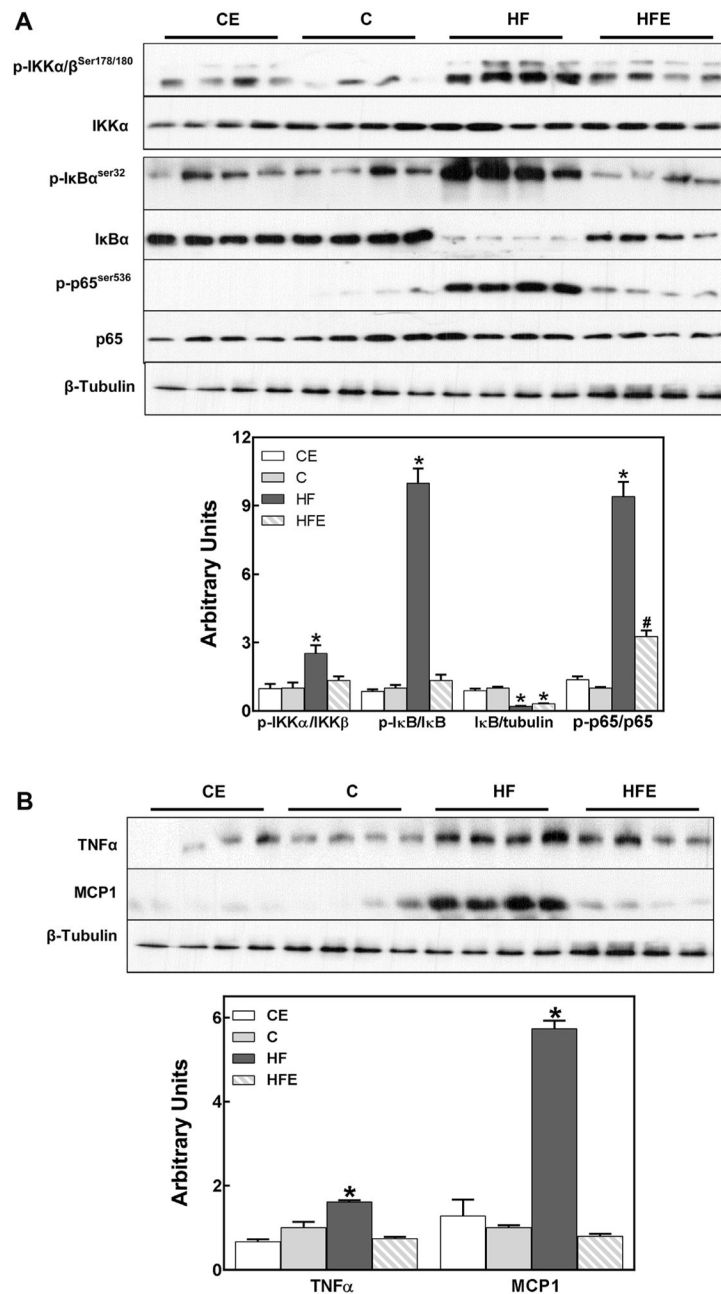 A
CE C HF HFE
p-IKKα/β^Ser178/180
IKKα
p-IκBα^ser32
IκBα
p-p65^ser536
p65
β-Tubulin
12
9
6
3
0
Arbitrary Units
CE
C
HF
HFE
* * * * * #
p-IKKα/IKKβ p-IκB/IκB IκB/tubulin p-p65/p65
B
CE C HF HFE
TNFα
MCP1
β-Tubulin
6
4
2
0
Arbitrary Units
CE
C
HF
HFE
* *
TNFα MCP1